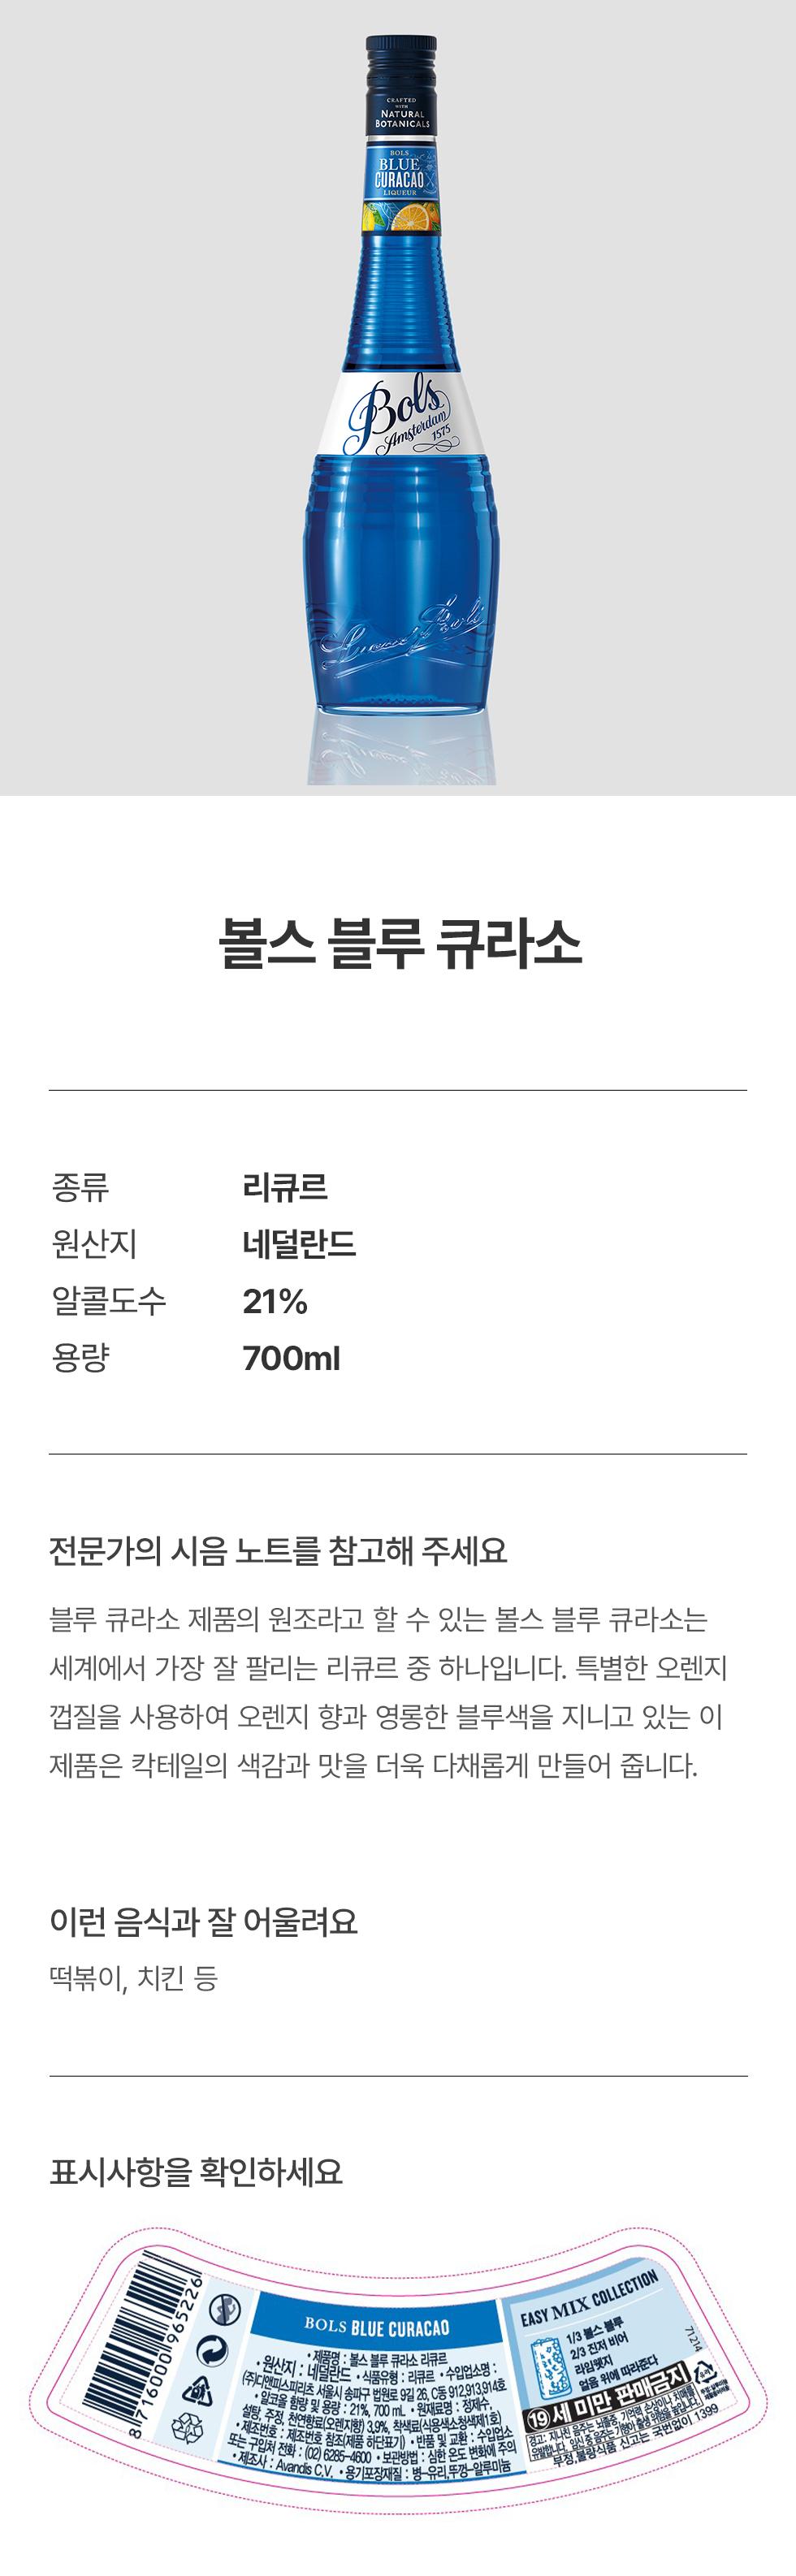 CRAFTED
WITH
NATURAL
BOTANICALS
BOLS
BLUE
CURACAO
LIQUEUR
Bols
Amsterdam
1575
볼스 블루 큐라소
종류 리큐르
원산지 네덜란드
알콜도수 21%
용량 700ml
전문가의 시음 노트를 참고해 주세요
블루 큐라소 제품의 원조라고 할 수 있는 볼스 블루 큐라소는
세계에서 가장 잘 팔리는 리큐르 중 하나입니다. 특별한 오렌지
껍질을 사용하여 오렌지 향과 영롱한 블루색을 지니고 있는 이
제품은 칵테일의 색감과 맛을 더욱 다채롭게 만들어 줍니다.
이런 음식과 잘 어울려요
떡볶이, 치킨 등
표시사항을 확인하세요
8 716000 965226
BOLS BLUE CURACAO
• 제품명 : 볼스 블루 큐라소 리큐르
• 원산지 : 네덜란드 • 식품유형 : 리큐르 • 수입업소명 :
(주)디앤피스피리츠 서울시 송파구 법원로 9길 26, C동 912,913,914호
• 알코올 함량 및 용량 : 21%, 700 mL • 원재료명 : 정제수,
설탕, 주정, 천연향료(오렌지향) 3.9%, 착색료(식용색소청색제1호)
• 제조번호 : 제조번호 참조(제품 하단표기) • 반품 및 교환 : 수입업소
또는 구입처 전화 : (02) 6285-4600 • 보관방법 : 심한 온도 변화에 주의
• 제조사 : Avandis C.V. • 용기포장재질 : 병-유리,뚜껑-알루미늄
EASY MIX COLLECTION
1/3 볼스 블루
2/3 진저 비어
라임웻지
얼음 위에 따라준다
71214
19세 미만 판매금지
경고: 지나친 음주는 뇌졸중, 기억력 손상이나 치매를
유발합니다. 임신 중 음주는 기형아 출생 위험을 높입니다.
부정,불량식품 신고는 국번없이 1399